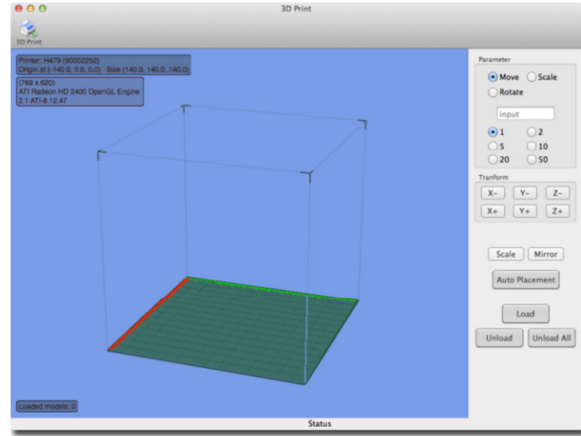 3D Print
3D Print
Printer: H479 (90002252)
Origin at:(-140.0, 0.0, 0.0) Size (140.0, 140.0, 140.0)
(769 x 620)
ATI Radeon HD 2400 OpenGL Engine
2.1 ATI-6.12.47
Loaded models: 0
Parameter
Move Scale
Rotate
input
1 2
5 10
20 50
Tranform
X- Y- Z-
X+ Y+ Z+
Scale Mirror
Auto Placement
Load
Unload Unload All
Status